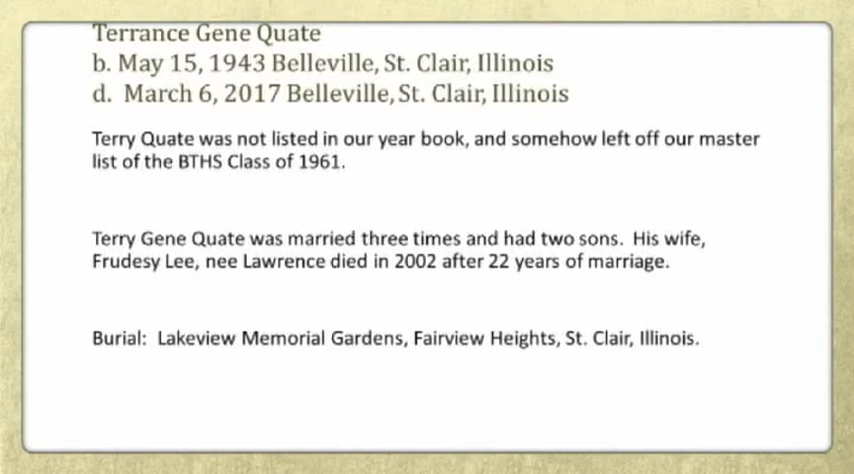 Terrance Gene Quate
b. May 15, 1943 Belleville, St. Clair, Illinois
d.  March 6, 2017 Belleville, St. Clair, Illinois
Terry Quate was not listed in our year book, and somehow left off our master
list of the BTHS Class of 1961.
Terry Gene Quate was married three times and had two sons.  His wife,
Frudesy Lee, nee Lawrence died in 2002 after 22 years of marriage.
Burial:  Lakeview Memorial Gardens, Fairview Heights, St. Clair, Illinois.